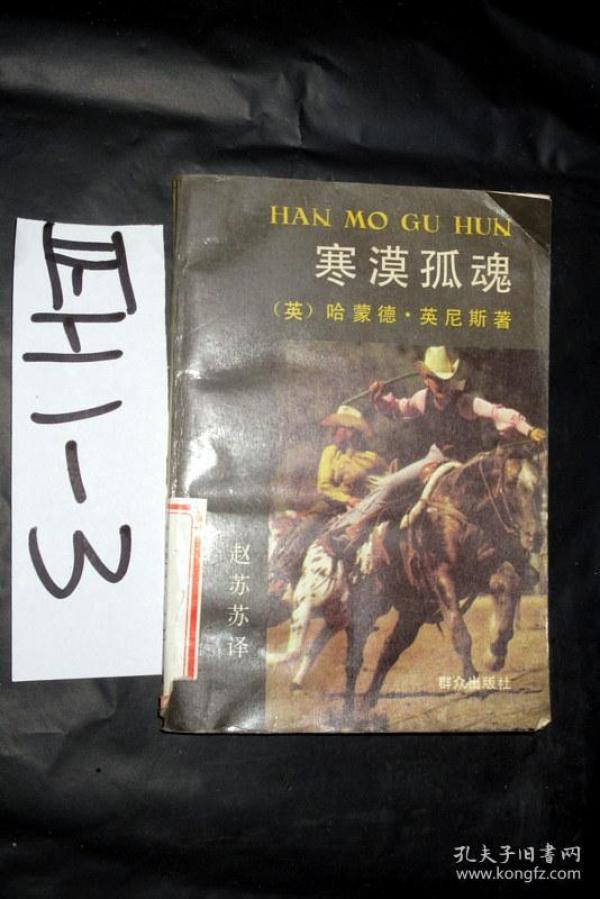 HAN MO GU HUN
寒漠孤魂
（英）哈蒙德·英尼斯著
赵苏苏译
群众出版社
1-3
孔夫子旧书网
www.kongfz.com